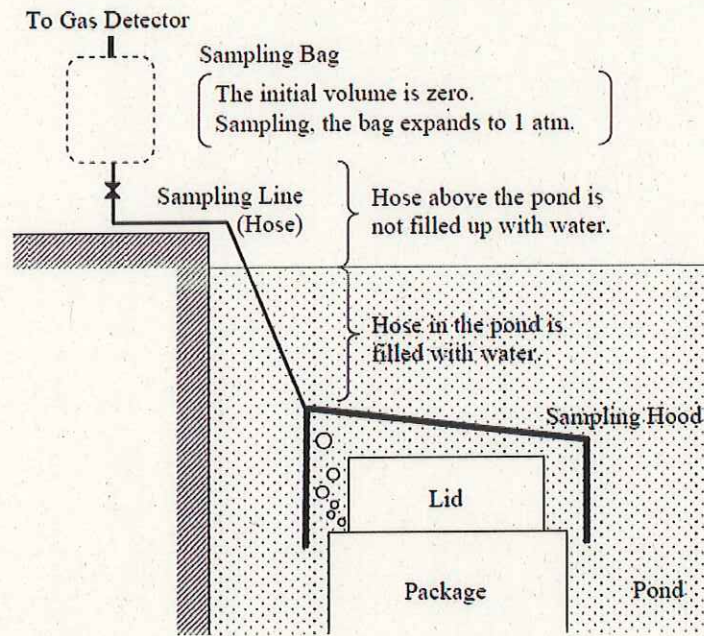 To Gas Detector
Sampling Bag
The initial volume is zero.
Sampling, the bag expands to 1 atm.
Sampling Line
(Hose)
Hose above the pond is
not filled up with water.
Hose in the pond is
filled with water.
Sampling Hood
Lid
Package
Pond